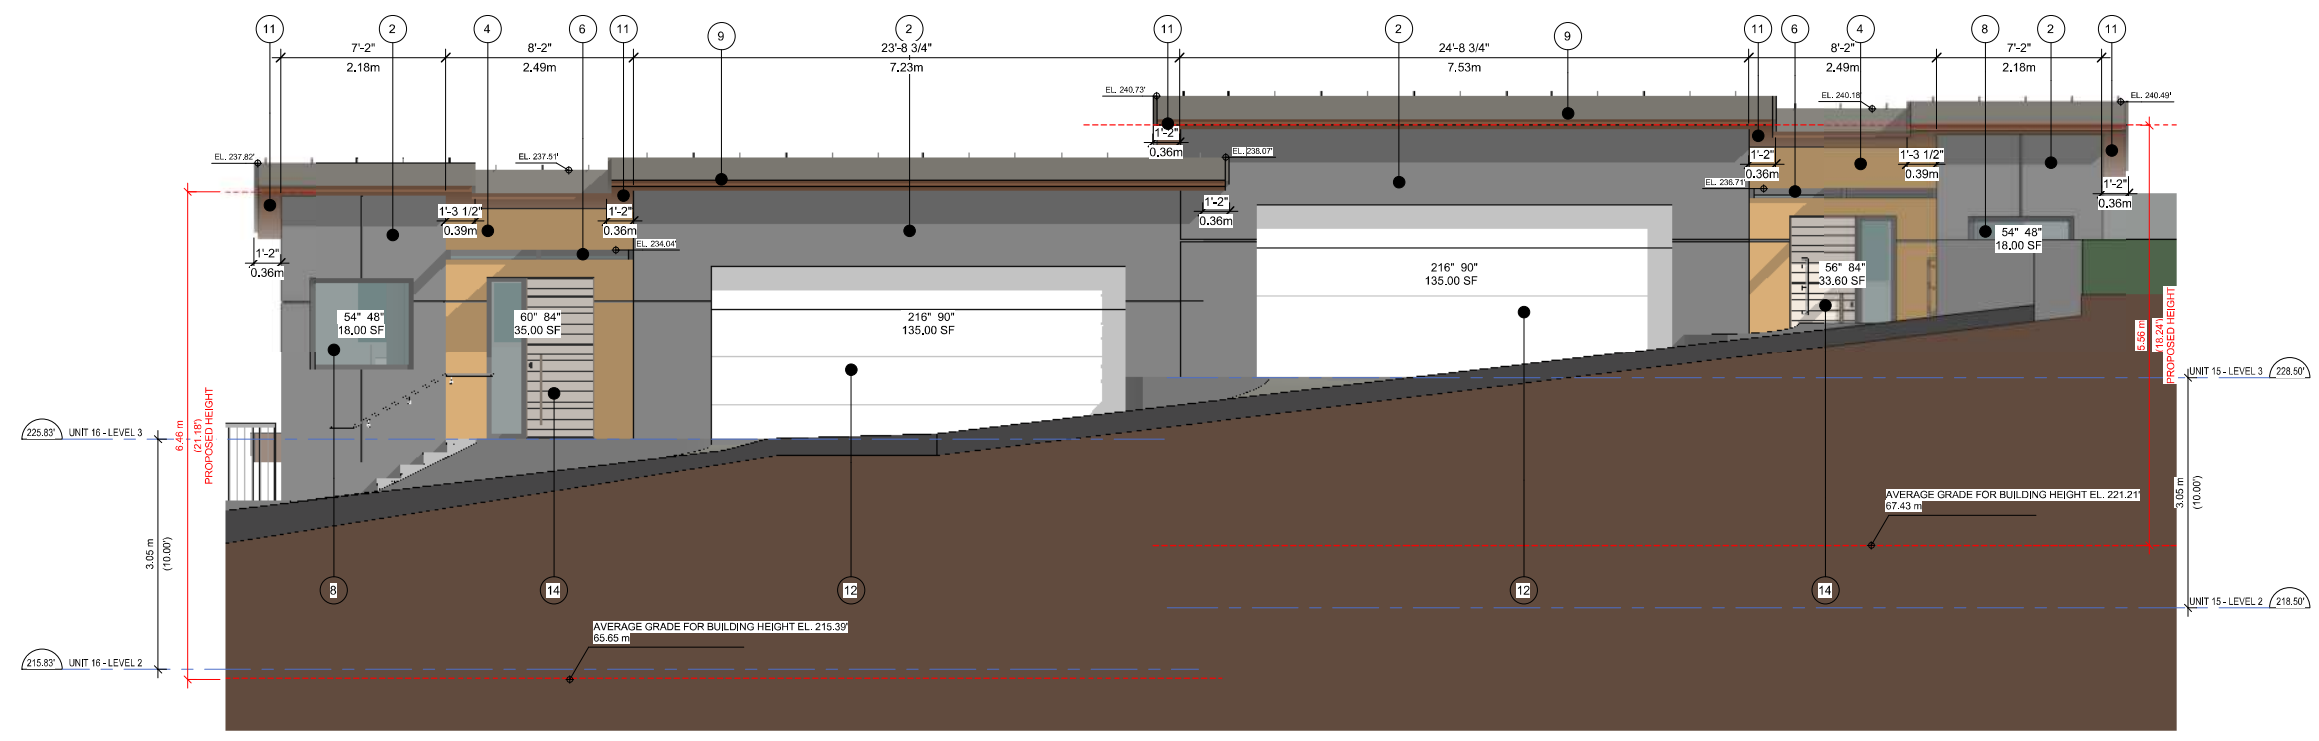 11 2 4 6 11 9 2 11 2 9 11 6 4 8 2 11
7'-2" 8'-2" 23'-8 3/4" 24'-8 3/4" 8'-2" 7'-2"
2.18m 2.49m 7.23m 7.53m 2.49m 2.18m
EL. 240.73' EL. 240.18' EL. 240.49'
1'-2"
0.36m
EL. 237.82' EL. 237.51' EL. 238.07'
1'-2" 1'-3 1/2"
0.36m 0.39m
EL. 236.71'
1'-2"
0.36m
1'-3 1/2" 1'-2" 1'-2"
0.39m 0.36m 0.36m
EL. 234.04'
1'-2"
0.36m
54" 48"
18.00 SF
216" 90"
135.00 SF
56" 84"
33.60 SF
54" 48"
18.00 SF
60" 84"
35.00 SF
216" 90"
135.00 SF
5.56 m
(18.24')
PROPOSED HEIGHT
UNIT 15 - LEVEL 3 228.50'
6.46 m
(21.18')
PROPOSED HEIGHT
225.83' UNIT 16 - LEVEL 3
AVERAGE GRADE FOR BUILDING HEIGHT EL. 221.21'
67.43 m
3.05 m
(10.00')
3.05 m
(10.00')
8 14 12 12 14
UNIT 15 - LEVEL 2 218.50'
AVERAGE GRADE FOR BUILDING HEIGHT EL. 215.39'
65.65 m
215.83' UNIT 16 - LEVEL 2